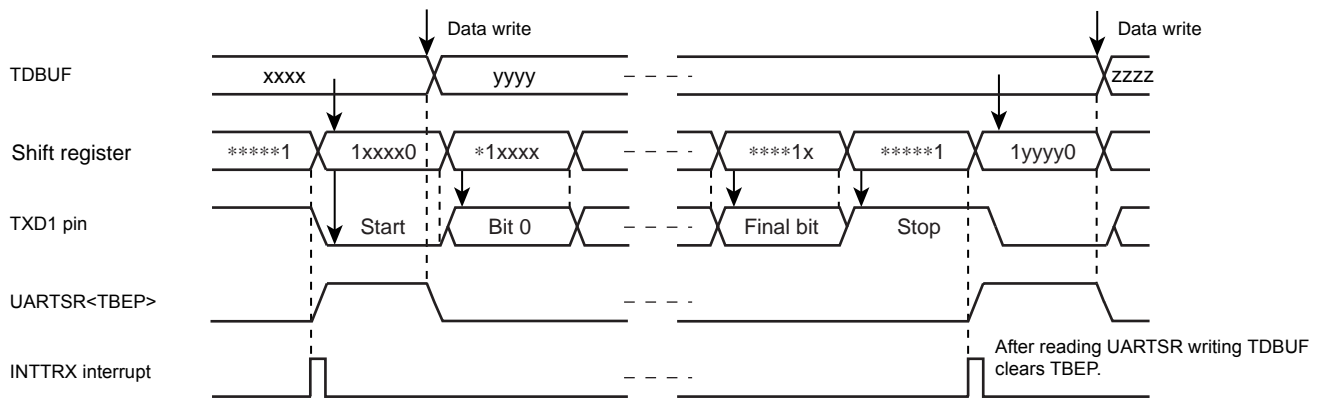 Data write
Data write
TDBUF
xxxx
yyyy
zzzz
Shift register
*****1
1xxxx0
*1xxxx
****1x
*****1
1yyyy0
TXD1 pin
Start
Bit 0
Final bit
Stop
UARTSR<TBEP>
INTTRX interrupt
After reading UARTSR writing TDBUF
clears TBEP.